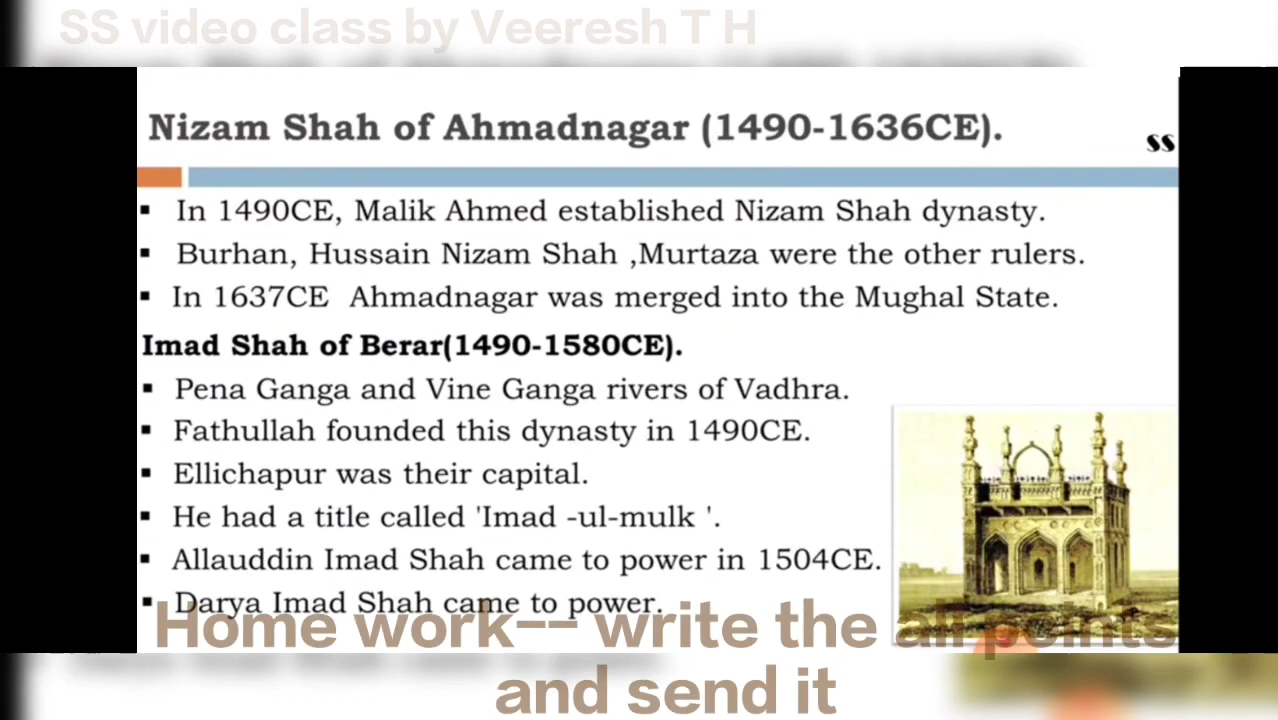 SS video class by Veeresh T H
Nizam Shah of Ahmadnagar (1490-1636CE).
SS
▪ In 1490CE, Malik Ahmed established Nizam Shah dynasty.
▪ Burhan, Hussain Nizam Shah ,Murtaza were the other rulers.
▪ In 1637CE Ahmadnagar was merged into the Mughal State.
Imad Shah of Berar(1490-1580CE).
▪ Pena Ganga and Vine Ganga rivers of Vadhra.
▪ Fathullah founded this dynasty in 1490CE.
▪ Ellichapur was their capital.
▪ He had a title called 'Imad -ul-mulk '.
▪ Allauddin Imad Shah came to power in 1504CE.
▪ Darya Imad Shah came to power.
Home work-- write the all points
and send it